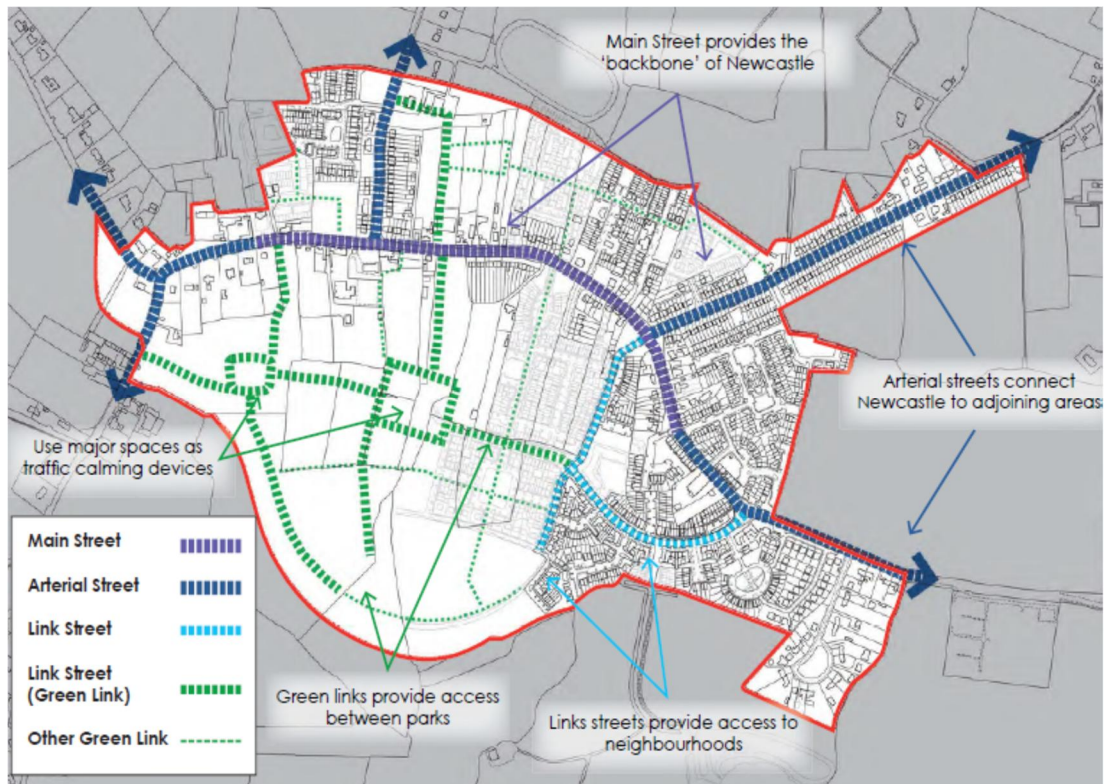 Main Street provides the
'backbone' of Newcastle
Arterial streets connect
Newcastle to adjoining areas
Use major spaces as
traffic calming devices
Main Street
Arterial Street
Link Street
Link Street
(Green Link)
Other Green Link
Green links provide access
between parks
Links streets provide access to
neighbourhoods